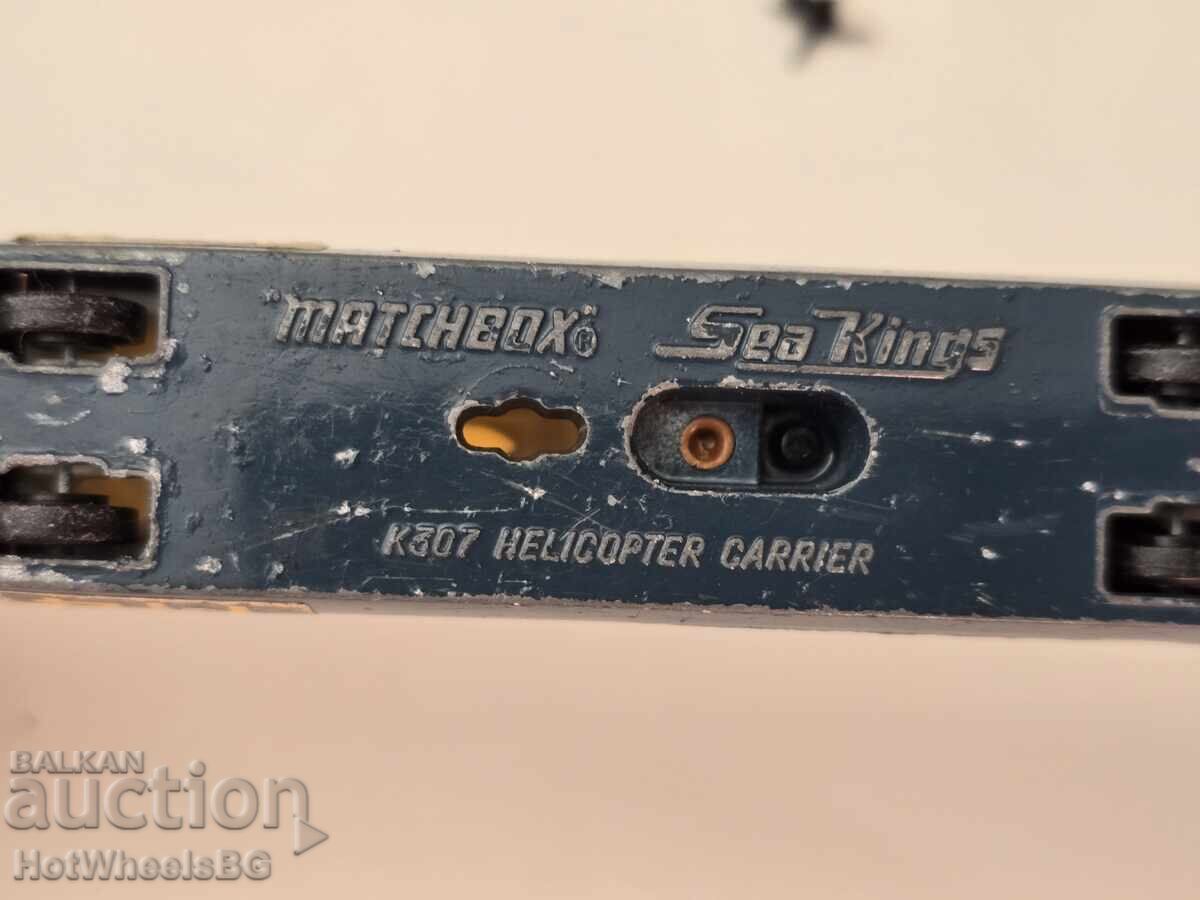 MATCHBOX ®
Sea Kings
K307 HELICOPTER CARRIER
BALKAN
auction
HotWheelsBG